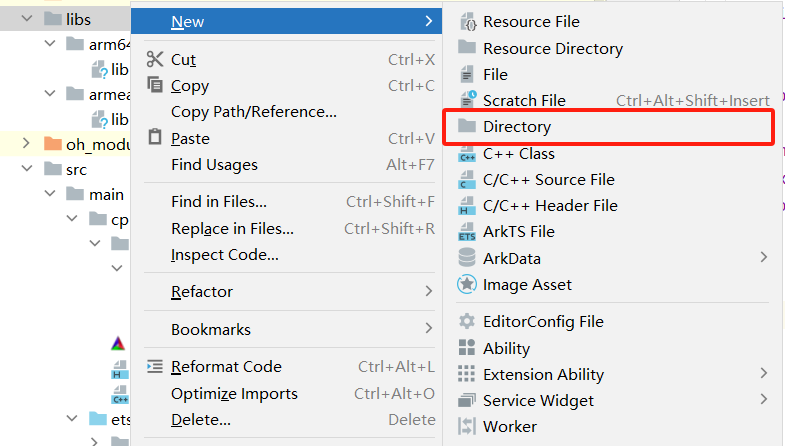 libs
arm64
lib
armea
lib
oh_modu
src
main
cp
ets
New
Cut Ctrl+X
Copy Ctrl+C
Copy Path/Reference...
Paste Ctrl+V
Find Usages Alt+F7
Find in Files... Ctrl+Shift+F
Replace in Files... Ctrl+Shift+R
Inspect Code...
Refactor
Bookmarks
Reformat Code Ctrl+Alt+L
Optimize Imports Ctrl+Alt+O
Delete... Delete
Resource File
Resource Directory
File
Scratch File Ctrl+Alt+Shift+Insert
Directory
C++ Class
C/C++ Source File
C/C++ Header File
ArkTS File
ArkData
Image Asset
EditorConfig File
Ability
Extension Ability
Service Widget
Worker